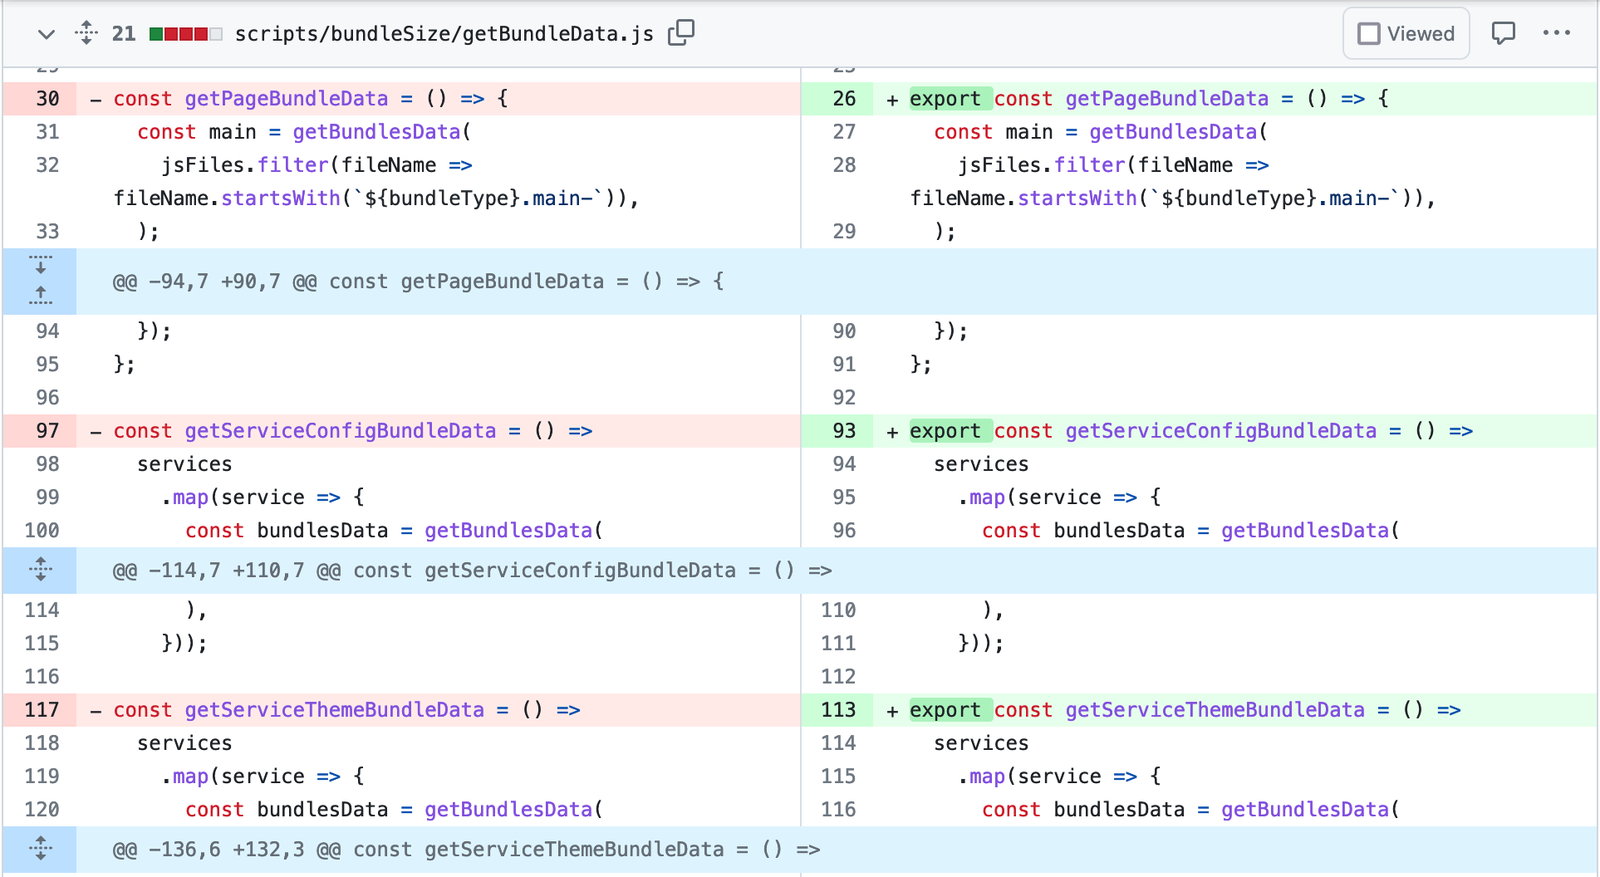 21 scripts/bundleSize/getBundleData.js Viewed
29 25
30 - const getPageBundleData = () => { 26 + export const getPageBundleData = () => {
31 const main = getBundlesData( 27 const main = getBundlesData(
32 jsFiles.filter(fileName => 28 jsFiles.filter(fileName =>
fileName.startsWith(`${bundleType}.main-`)), fileName.startsWith(`${bundleType}.main-`)),
33 ); 29 );
@@ -94,7 +90,7 @@ const getPageBundleData = () => {
94 }); 90 });
95 }; 91 };
96 92
97 - const getServiceConfigBundleData = () => 93 + export const getServiceConfigBundleData = () =>
98 services 94 services
99 .map(service => { 95 .map(service => {
100 const bundlesData = getBundlesData( 96 const bundlesData = getBundlesData(
@@ -114,7 +110,7 @@ const getServiceConfigBundleData = () =>
114 ), 110 ),
115 })); 111 }));
116 112
117 - const getServiceThemeBundleData = () => 113 + export const getServiceThemeBundleData = () =>
118 services 114 services
119 .map(service => { 115 .map(service => {
120 const bundlesData = getBundlesData( 116 const bundlesData = getBundlesData(
@@ -136,6 +132,3 @@ const getServiceThemeBundleData = () =>